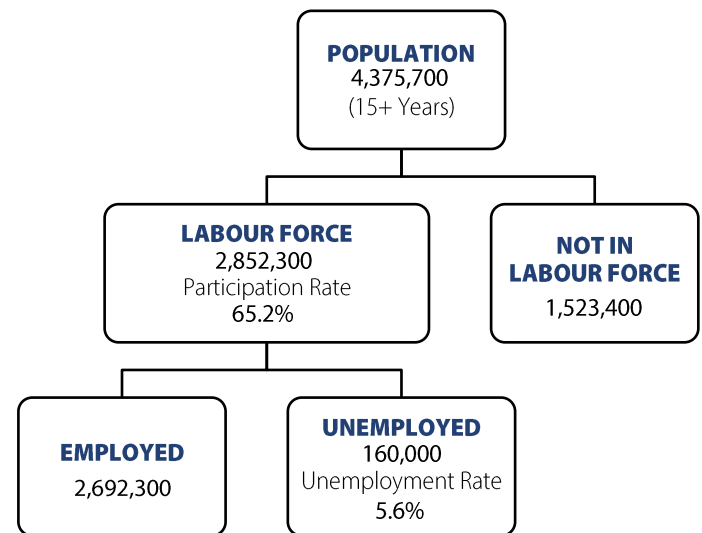 POPULATION
4,375,700
(15+ Years)
LABOUR FORCE
2,852,300
Participation Rate
65.2%
NOT IN
LABOUR FORCE
1,523,400
EMPLOYED
2,692,300
UNEMPLOYED
160,000
Unemployment Rate
5.6%